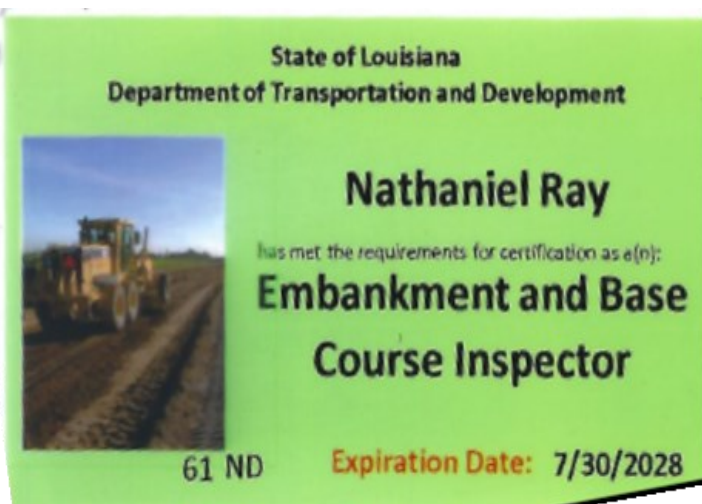 State of Louisiana
Department of Transportation and Development
Nathaniel Ray
has met the requirements for certification as a(n):
Embankment and Base
Course Inspector
61 ND Expiration Date: 7/30/2028